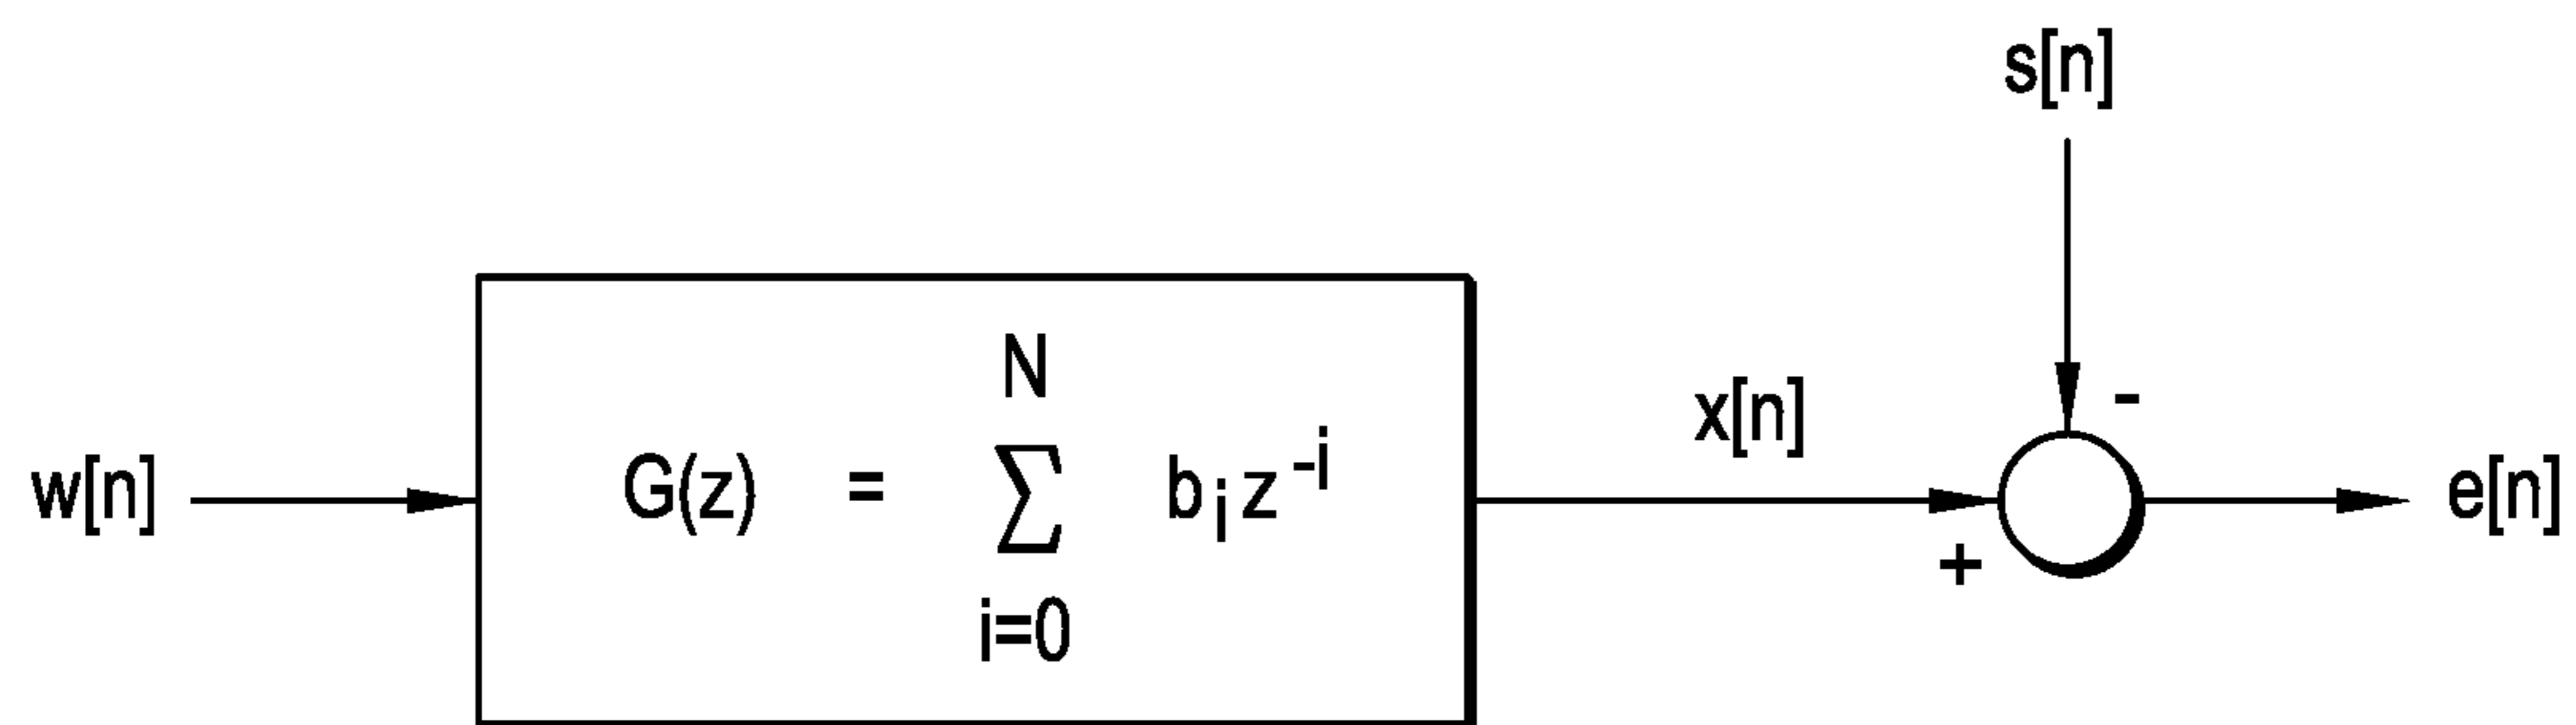 s[n]
-
N
x[n]
w[n]
G(z) = ∑ b_i z^-i
e[n]
+
i=0